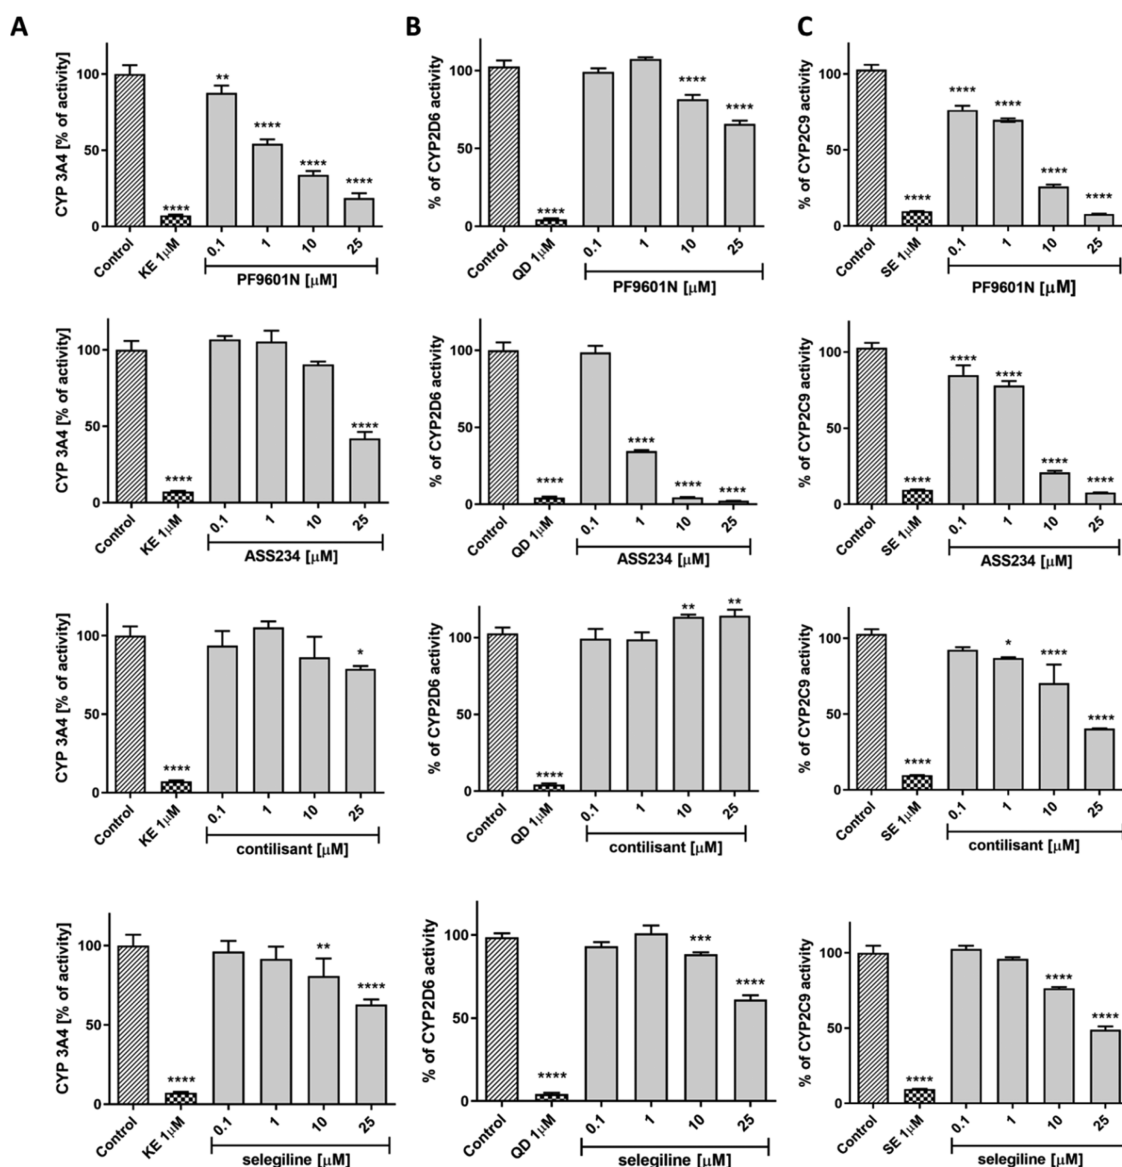 A
B
C
CYP 3A4 [% of activity]
100
50
0
**
****
****
****
****
Control
KE 1µM
0.1
1
10
25
PF9601N [µM]
% of CYP2D6 activity
100
50
0
****
****
****
Control
QD 1µM
0.1
1
10
25
PF9601N [µM]
% of CYP2C9 activity
100
50
0
****
****
****
****
****
Control
SE 1µM
0.1
1
10
25
PF9601N [µM]
CYP 3A4 [% of activity]
100
50
0
****
****
Control
KE 1µM
0.1
1
10
25
ASS234 [µM]
% of CYP2D6 activity
100
50
0
****
****
****
****
Control
QD 1µM
0.1
1
10
25
ASS234 [µM]
% of CYP2C9 activity
100
50
0
****
****
****
****
****
Control
SE 1µM
0.1
1
10
25
ASS234 [µM]
CYP 3A4 [% of activity]
100
50
0
****
*
Control
KE 1µM
0.1
1
10
25
contilisant [µM]
% of CYP2D6 activity
100
50
0
****
**
**
Control
QD 1µM
0.1
1
10
25
contilisant [µM]
% of CYP2C9 activity
100
50
0
****
*
****
****
Control
SE 1µM
0.1
1
10
25
contilisant [µM]
CYP 3A4 [% of activity]
100
50
0
****
**
****
Control
KE 1µM
0.1
1
10
25
selegiline [µM]
% of CYP2D6 activity
100
50
0
****
***
****
Control
QD 1µM
0.1
1
10
25
selegiline [µM]
% of CYP2C9 activity
100
50
0
****
****
****
Control
SE 1µM
0.1
1
10
25
selegiline [µM]